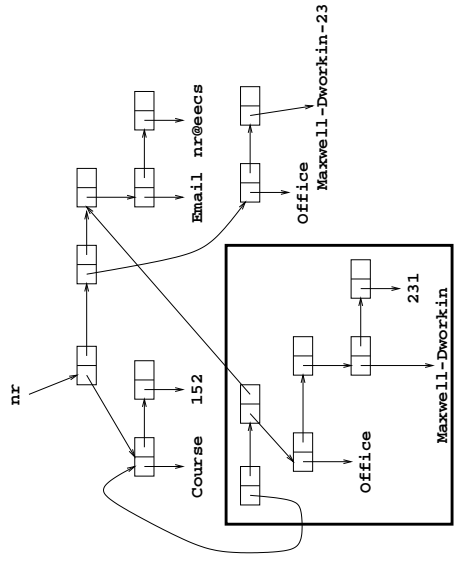 nr
Course 152 Email nr@eecs
Office
Maxwell-Dworkin-23
Office
231
Maxwell-Dworkin